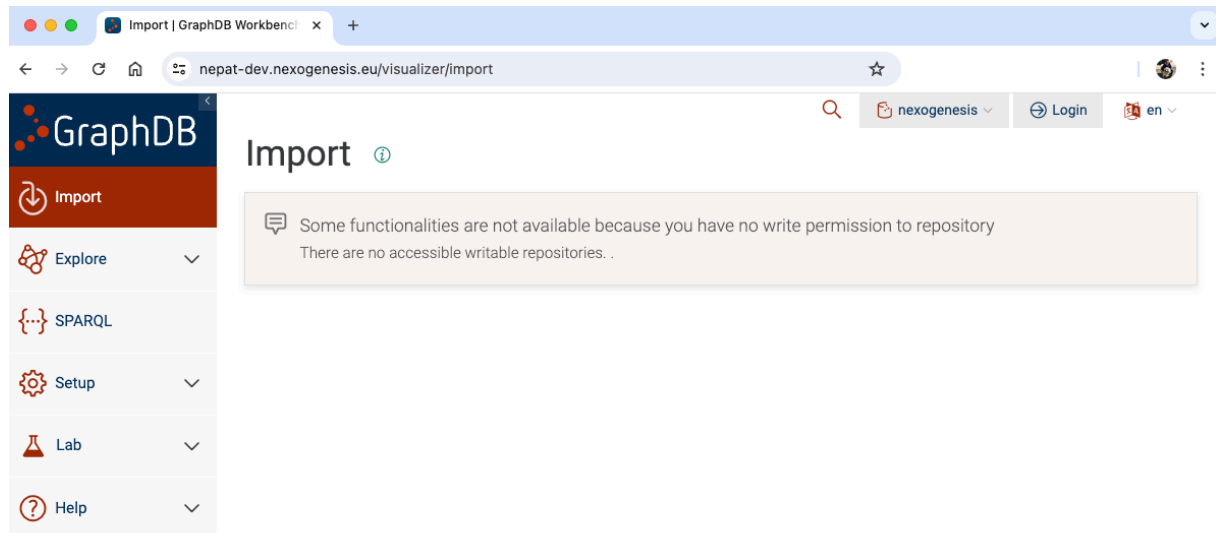 Import | GraphDB Workbench
nepat-dev.nexogenesis.eu/visualizer/import
GraphDB
nexogenesis
Login
en
Import
Import
Some functionalities are not available because you have no write permission to repository
There are no accessible writable repositories. .
Explore
SPARQL
Setup
Lab
Help